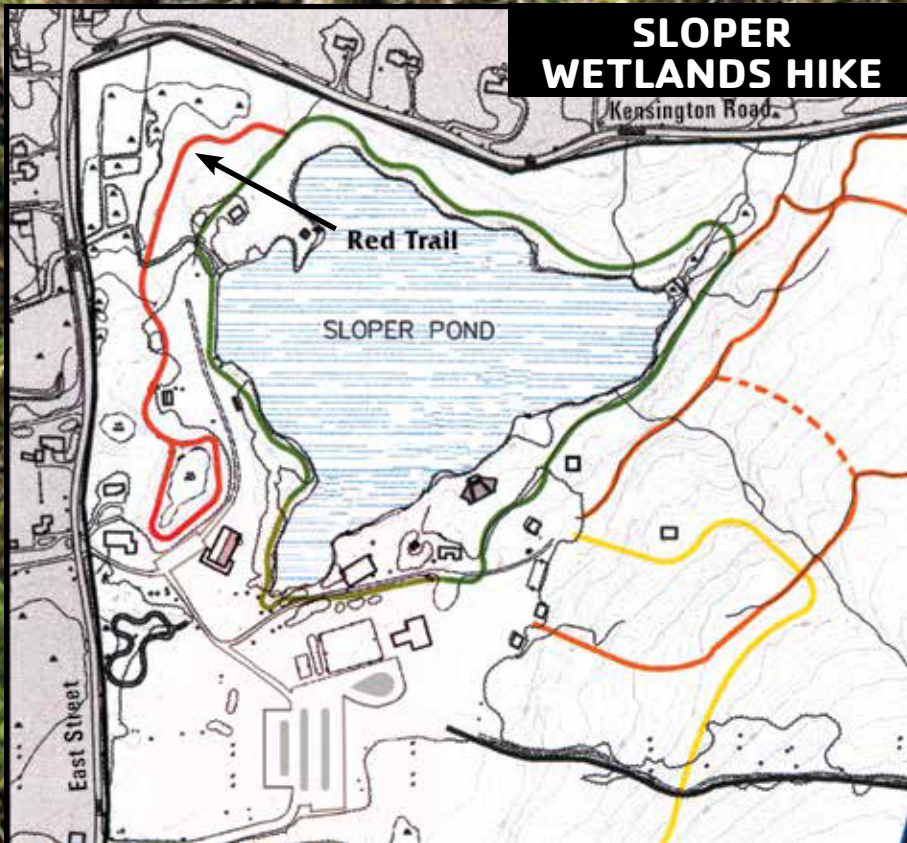 SLOPER
WETLANDS HIKE
Kensington Road
Red Trail
SLOPER POND
East Street